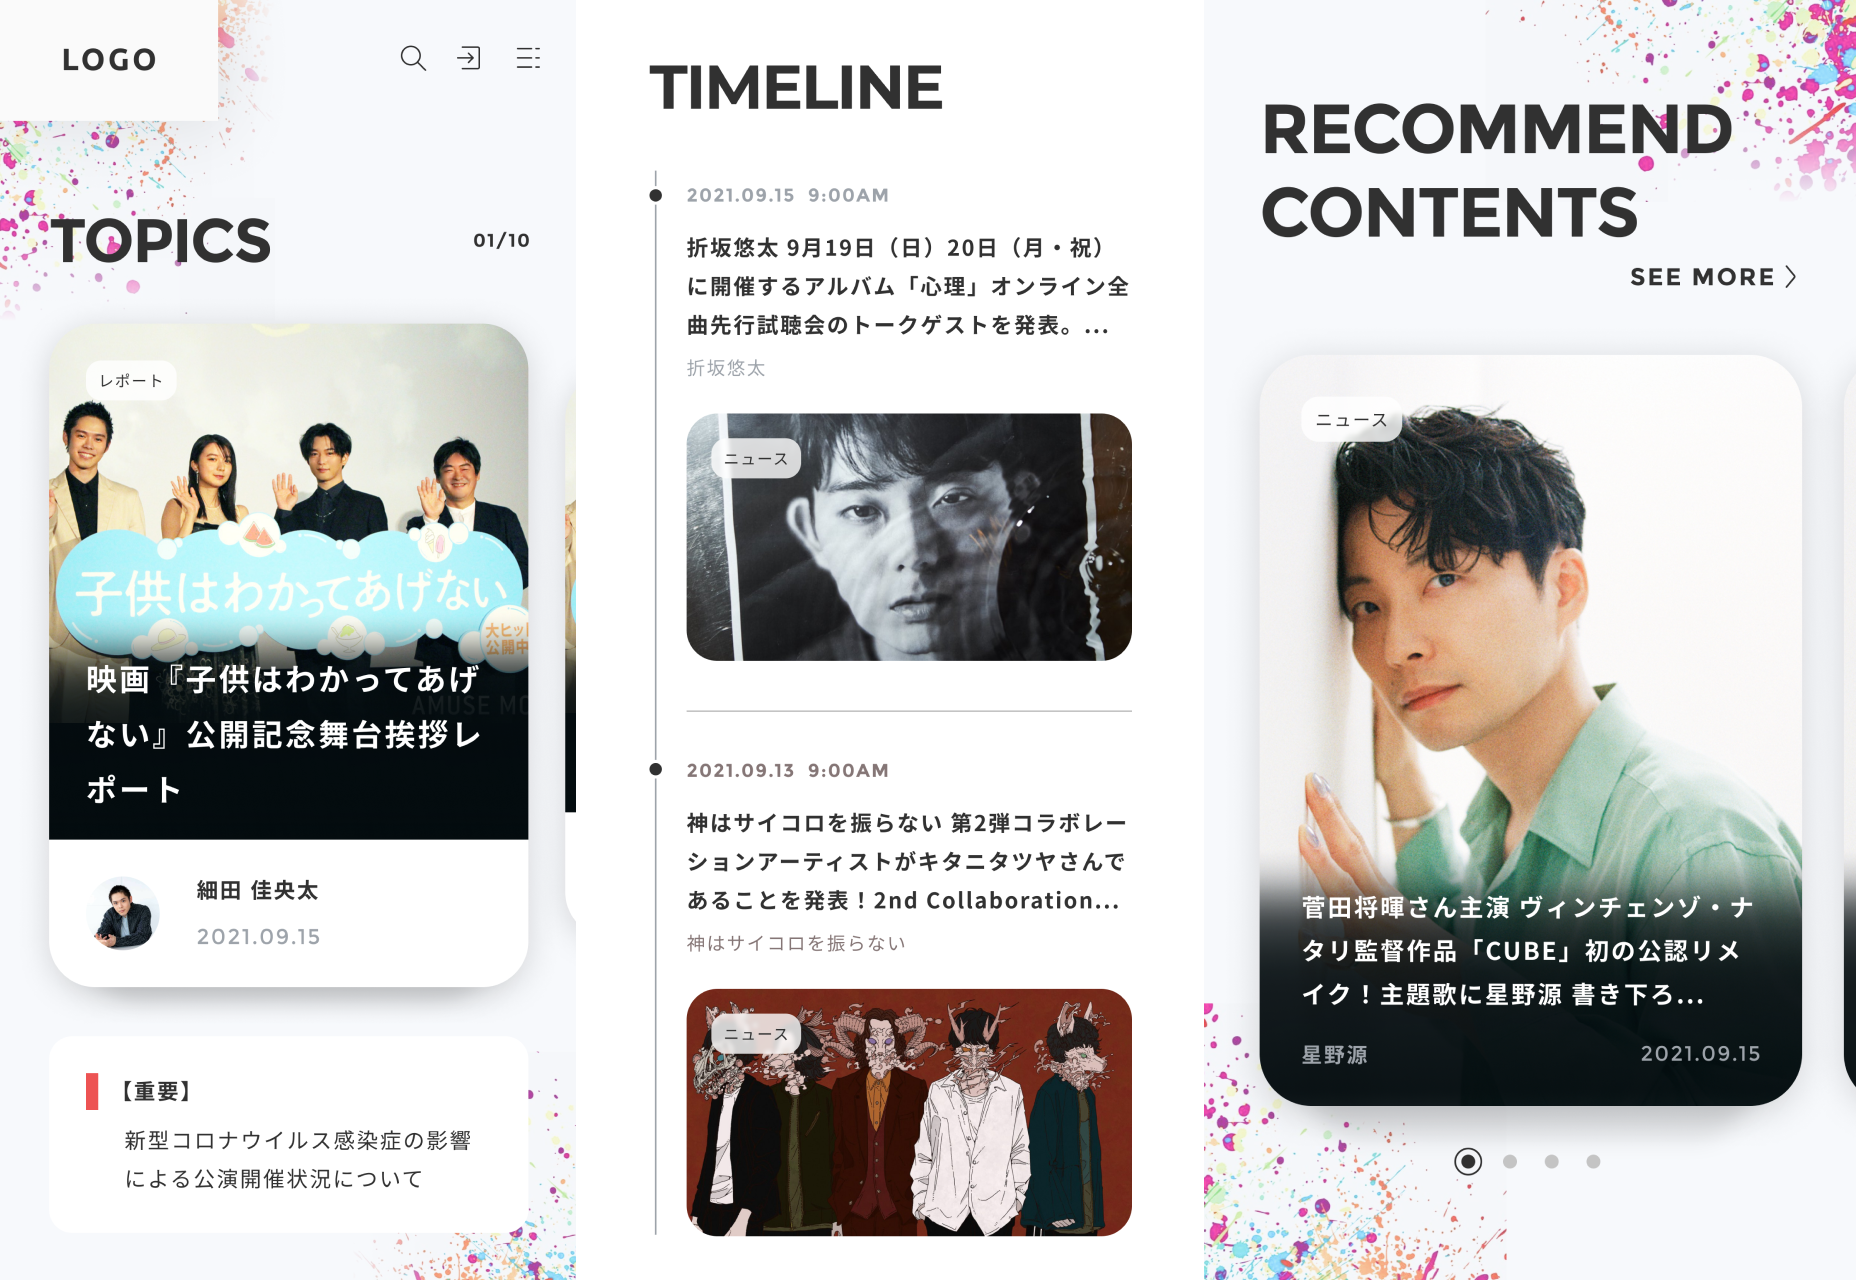 LOGO
TOPICS
01/10
レポート
子供はわかってあげない
大ヒット
公開中
AMUSE MO
映画『子供はわかってあげ
ない』公開記念舞台挨拶レ
ポート
細田 佳央太
2021.09.15
【重要】
新型コロナウイルス感染症の影響
による公演開催状況について
TIMELINE
2021.09.15 9:00AM
折坂悠太 9月19日（日）20日（月・祝）
に開催するアルバム「心理」オンライン全
曲先行試聴会のトークゲストを発表。...
折坂悠太
ニュース
2021.09.13 9:00AM
神はサイコロを振らない 第2弾コラボレー
ションアーティストがキタニタツヤさんで
あることを発表！2nd Collaboration...
神はサイコロを振らない
ニュース
RECOMMEND
CONTENTS
SEE MORE
ニュース
菅田将暉さん主演 ヴィンチェンゾ・ナ
タリ監督作品「CUBE」初の公認リメ
イク！主題歌に星野源 書き下ろ...
星野源
2021.09.15